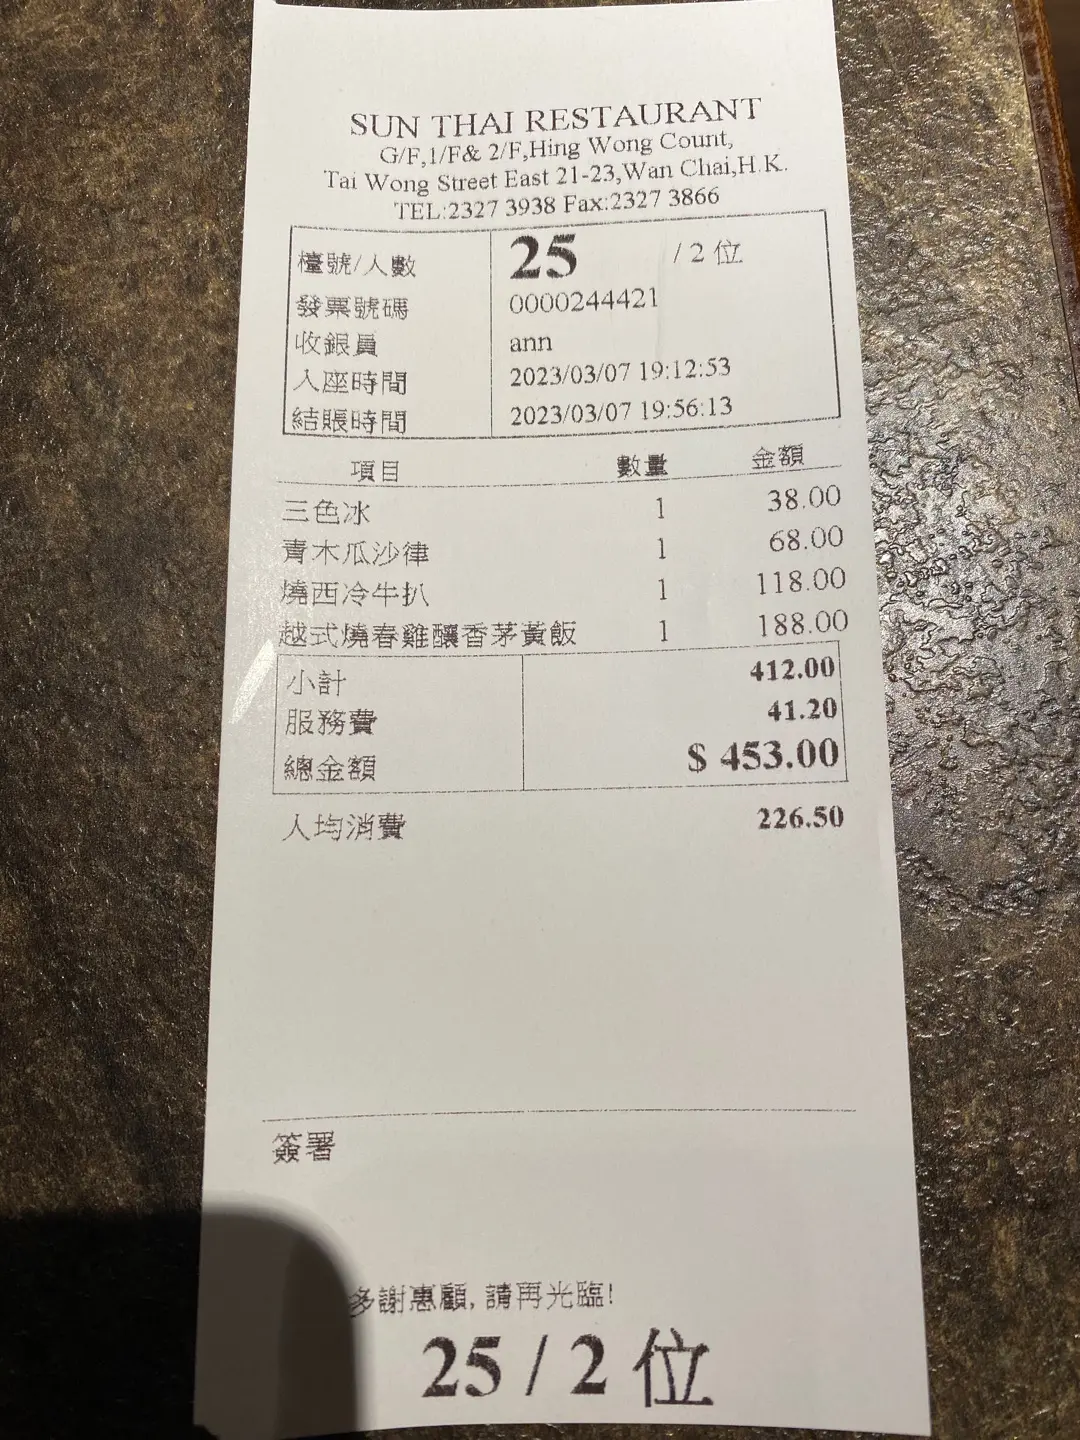 SUN THAI RESTAURANT
G/F,1/F& 2/F,Hing Wong Count,
Tai Wong Street East 21-23,Wan Chai,H.K.
TEL:2327 3938 Fax:2327 3866
檯號/人數 25 / 2 位
發票號碼 0000244421
收銀員 ann
入座時間 2023/03/07 19:12:53
結賬時間 2023/03/07 19:56:13
項目 數量 金額
三色冰 1 38.00
青木瓜沙律 1 68.00
燒西冷牛扒 1 118.00
越式燒春雞釀香茅黃飯 1 188.00
小計 412.00
服務費 41.20
總金額 $ 453.00
人均消費 226.50
簽署
多謝惠顧, 請再光臨!
25 / 2 位